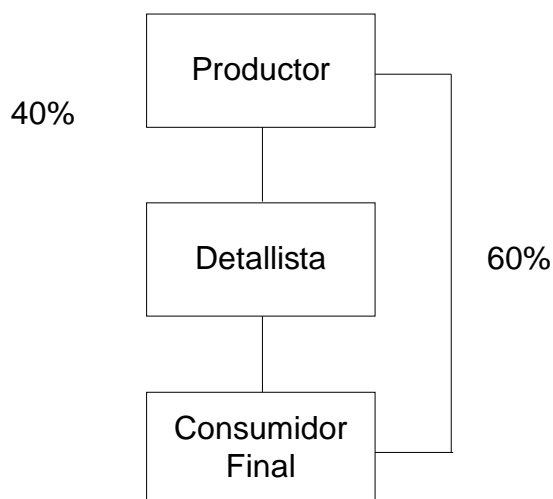 Productor
40%
Detallista
60%
Consumidor
Final